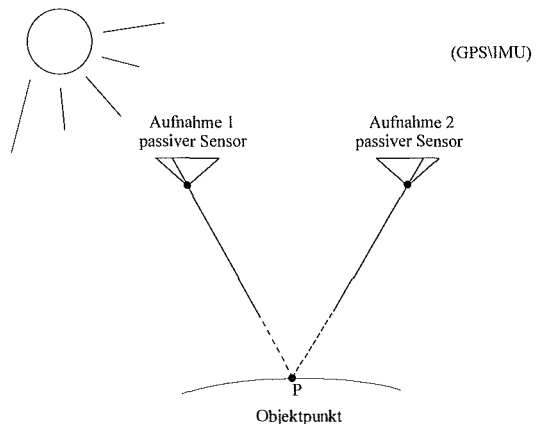 (GPS\IMU)
Aufnahme 1
passiver Sensor
Aufnahme 2
passiver Sensor
P
Objektpunkt